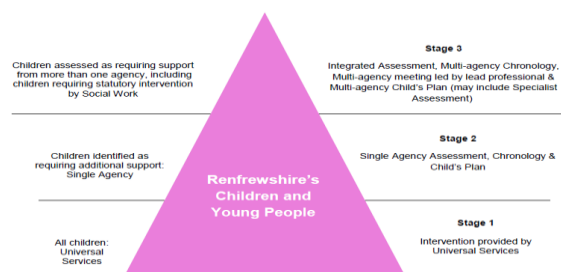 Children assessed as requiring support
from more than one agency, including
children requiring statutory intervention
by Social Work
Stage 3
Integrated Assessment, Multi-agency Chronology,
Multi-agency meeting led by lead professional &
Multi-agency Child's Plan (may include Specialist
Assessment)
Children identified as
requiring additional support:
Single Agency
Stage 2
Single Agency Assessment, Chronology &
Child's Plan
Renfrewshire's
Children and
Young People
All children:
Universal
Services
Stage 1
Intervention provided by
Universal Services